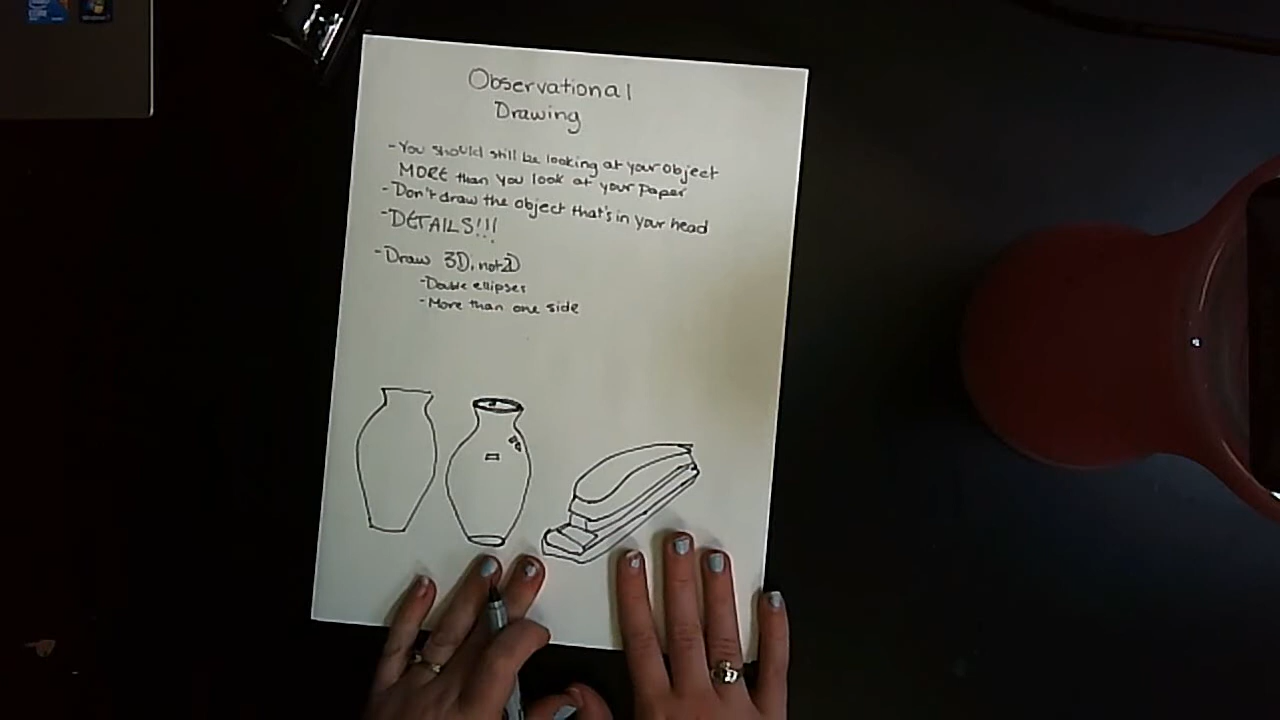 Observational
Drawing
-You should still be looking at your object
MORE than you look at your paper
-Don't draw the object that's in your head
-DETAILS!!!
-Draw 3D, not 2D
-Double ellipses
-More than one side